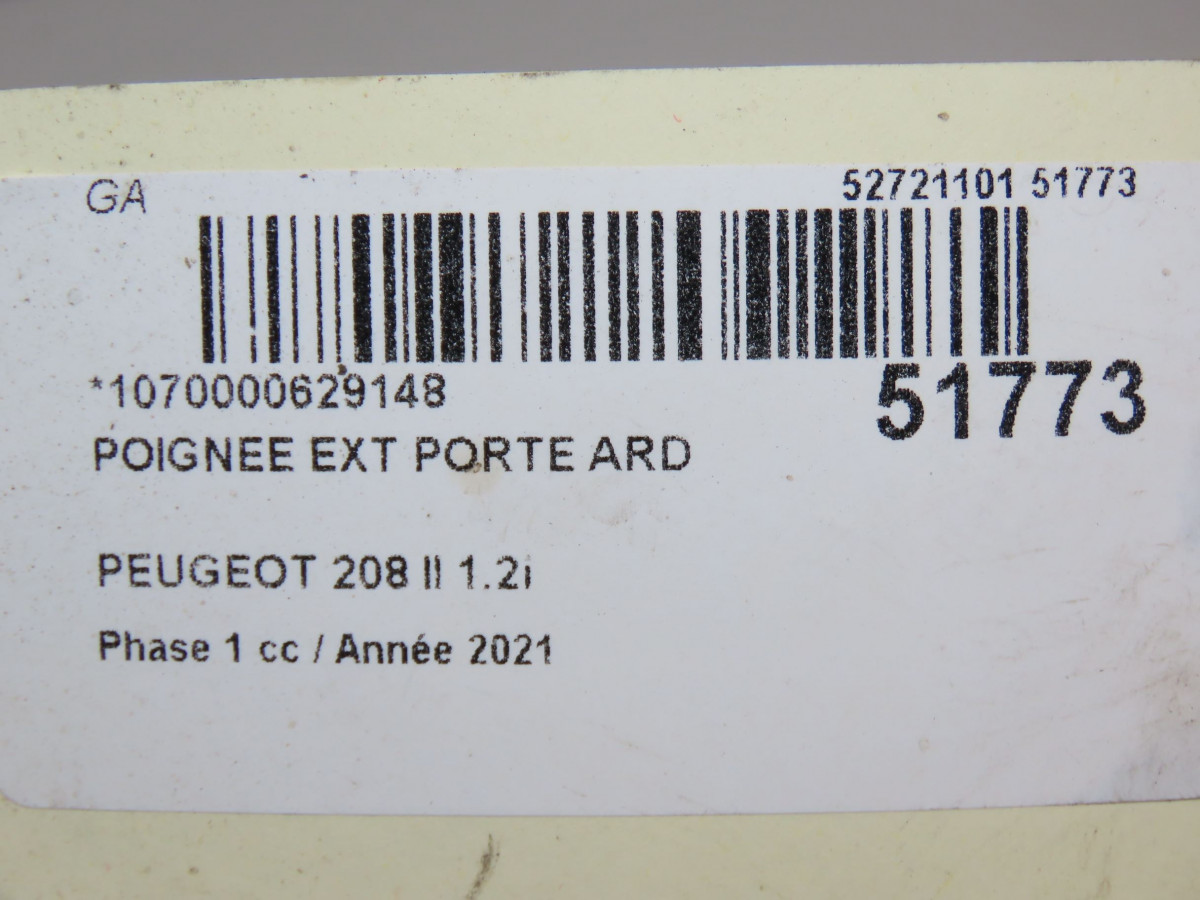 GA 52721101 51773
*1070000629148 51773
POIGNEE EXT PORTE ARD
PEUGEOT 208 II 1.2i
Phase 1 cc / Année 2021